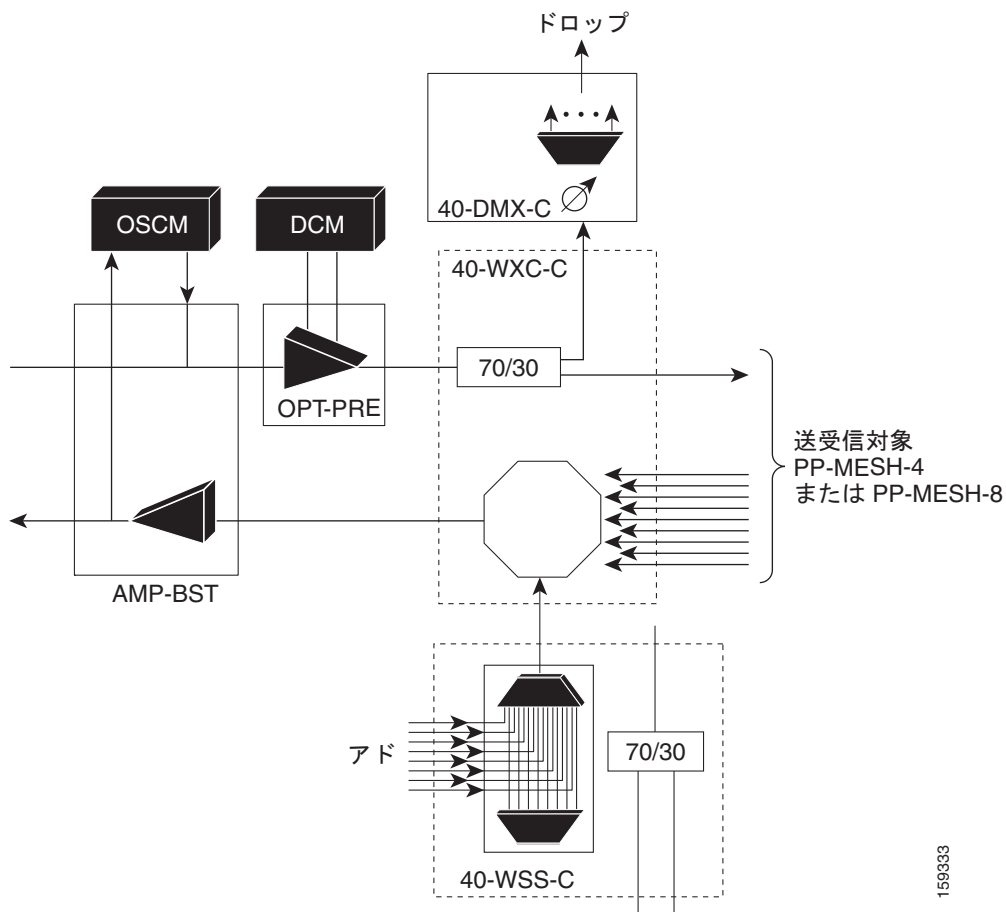 ドロップ
40-DMX-C
OSCM
DCM
40-WXC-C
70/30
OPT-PRE
送受信対象
PP-MESH-4
または PP-MESH-8
AMP-BST
アド
70/30
40-WSS-C
159333